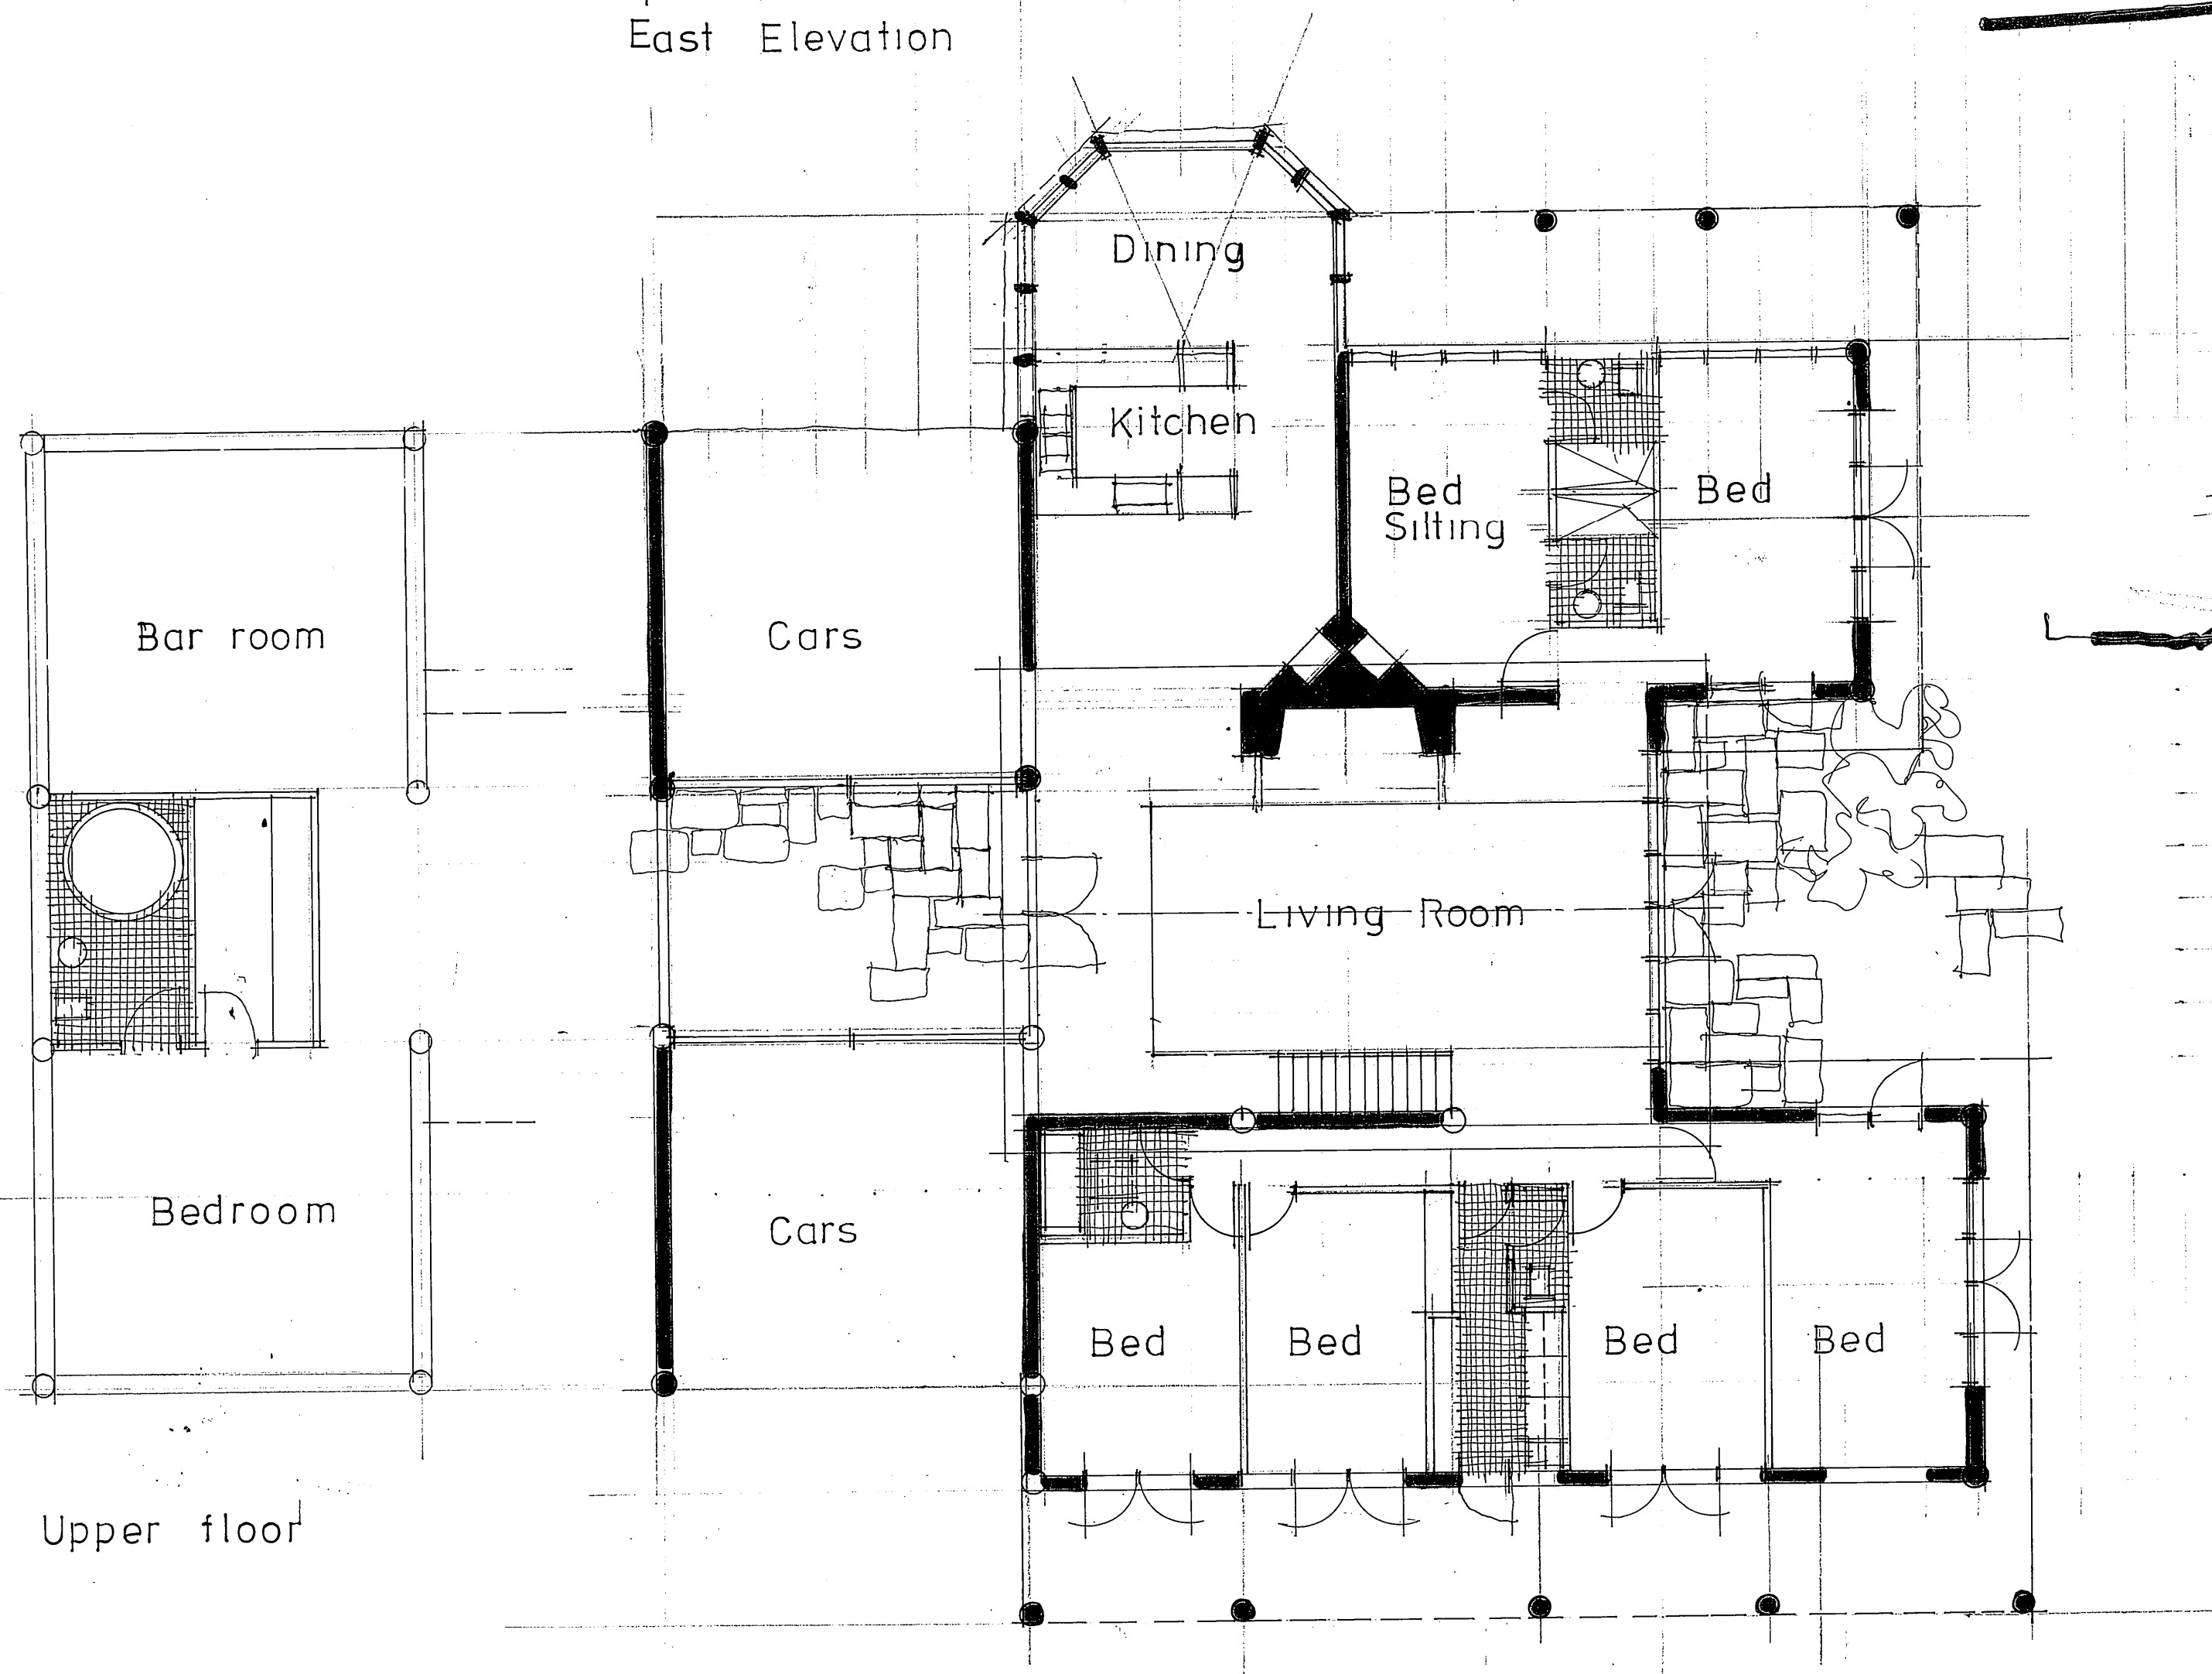 East Elevation
Dining
Kitchen
Bed
Sitting
Bed
Bar room
Cars
Living Room
Bedroom
Cars
Bed
Bed
Bed
Bed
Upper floor